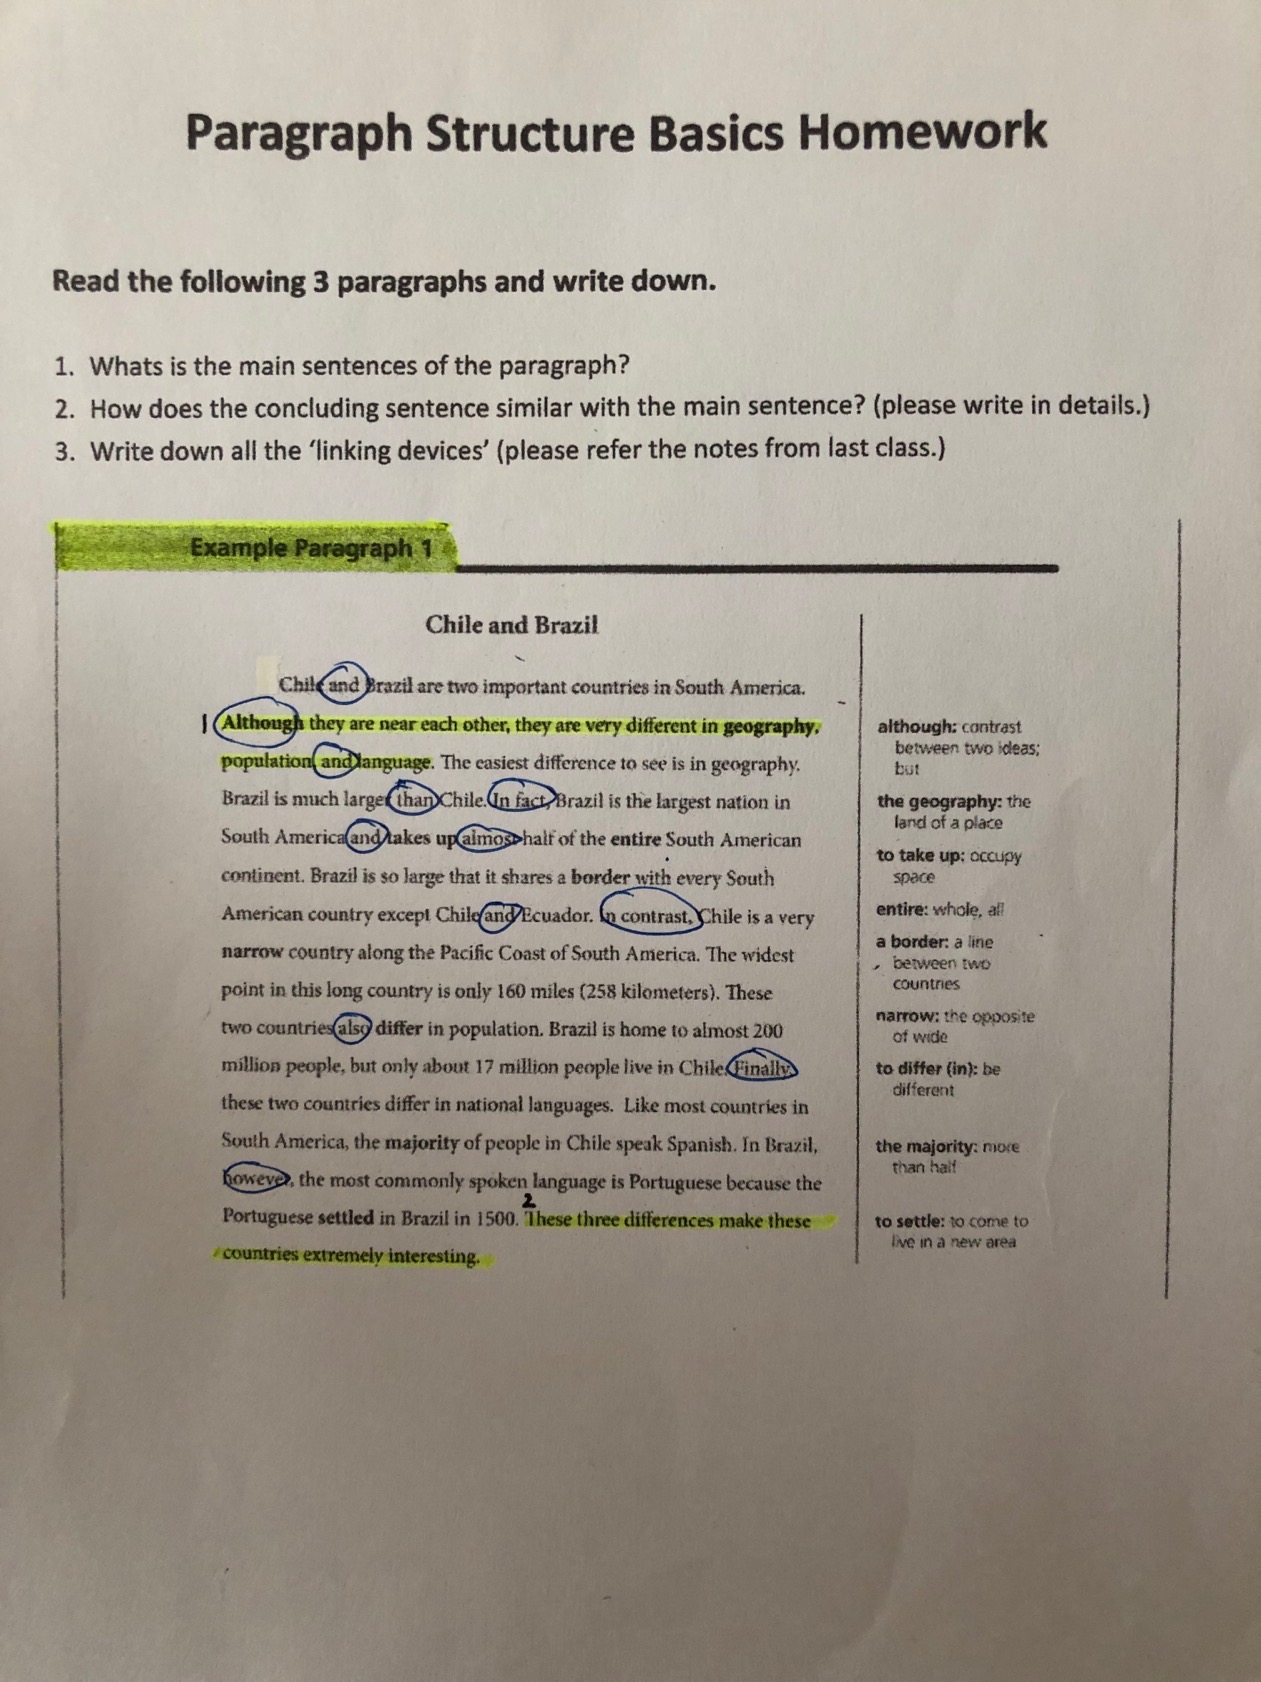 Paragraph Structure Basics Homework
Read the following 3 paragraphs and write down.
1. Whats is the main sentences of the paragraph?
2. How does the concluding sentence similar with the main sentence? (please write in details.)
3. Write down all the ‘linking devices’ (please refer the notes from last class.)
Example Paragraph 1
Chile and Brazil
Chile and Brazil are two important countries in South America.
1 Although they are near each other, they are very different in geography,
population, and language. The easiest difference to see is in geography.
Brazil is much larger than Chile. In fact, Brazil is the largest nation in
South America and takes up almost half of the entire South American
continent. Brazil is so large that it shares a border with every South
American country except Chile and Ecuador. In contrast, Chile is a very
narrow country along the Pacific Coast of South America. The widest
point in this long country is only 160 miles (258 kilometers). These
two countries also differ in population. Brazil is home to almost 200
million people, but only about 17 million people live in Chile. Finally,
these two countries differ in national languages. Like most countries in
South America, the majority of people in Chile speak Spanish. In Brazil,
however, the most commonly spoken language is Portuguese because the
2
Portuguese settled in Brazil in 1500. These three differences make these
countries extremely interesting.
although: contrast
between two ideas;
but
the geography: the
land of a place
to take up: occupy
space
entire: whole, all
a border: a line
between two
countries
narrow: the opposite
of wide
to differ (in): be
different
the majority: more
than half
to settle: to come to
live in a new area